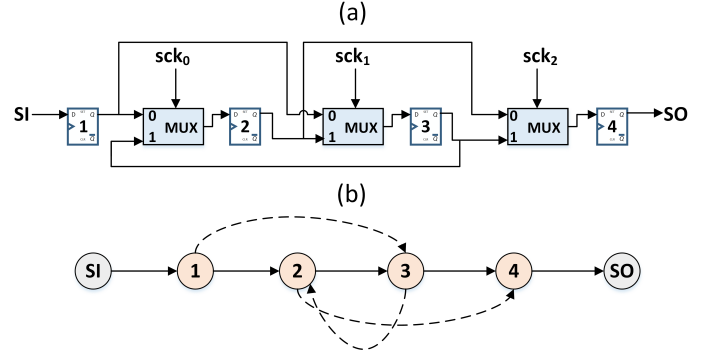 (a)
sck0 sck1 sck2
SI D Q 1 Q 0 1 MUX D Q 2 Q 0 1 MUX D Q 3 Q 0 1 MUX D Q 4 Q SO
(b)
SI 1 2 3 4 SO